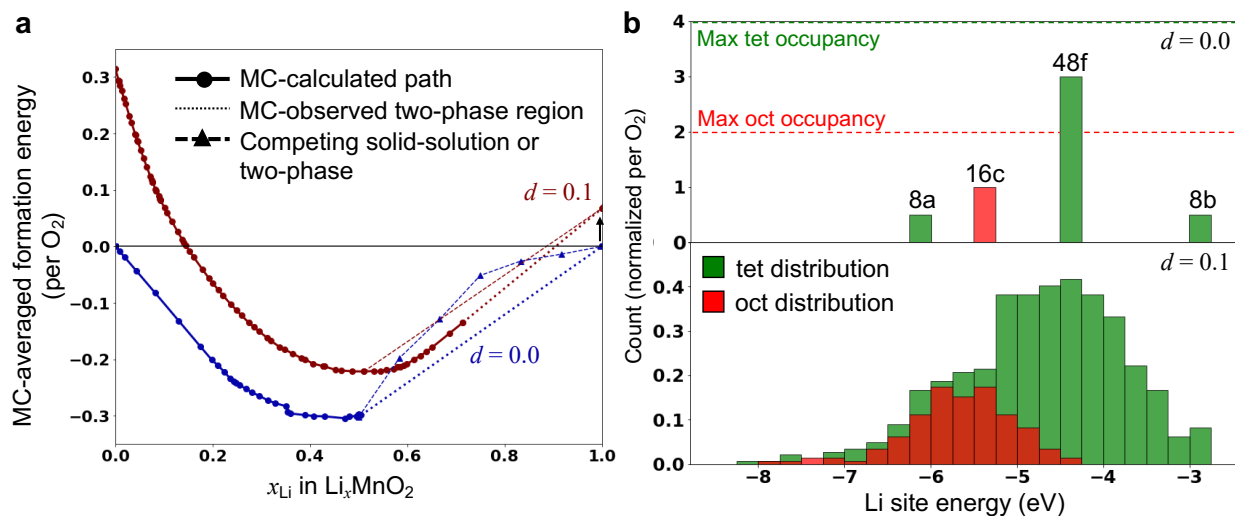 a
MC-averaged formation energy
(per O₂)
0.3
0.2
0.1
0.0
−0.1
−0.2
−0.3
MC-calculated path
MC-observed two-phase region
Competing solid-solution or
two-phase
d = 0.1
d = 0.0
0.0 0.2 0.4 0.6 0.8 1.0
x_Li in Li_xMnO₂
b
Count (normalized per O₂)
4
3
2
1
0
Max tet occupancy
d = 0.0
48f
Max oct occupancy
16c
8a
8b
0.4
0.3
0.2
0.1
0.0
tet distribution
oct distribution
d = 0.1
−8 −7 −6 −5 −4 −3
Li site energy (eV)